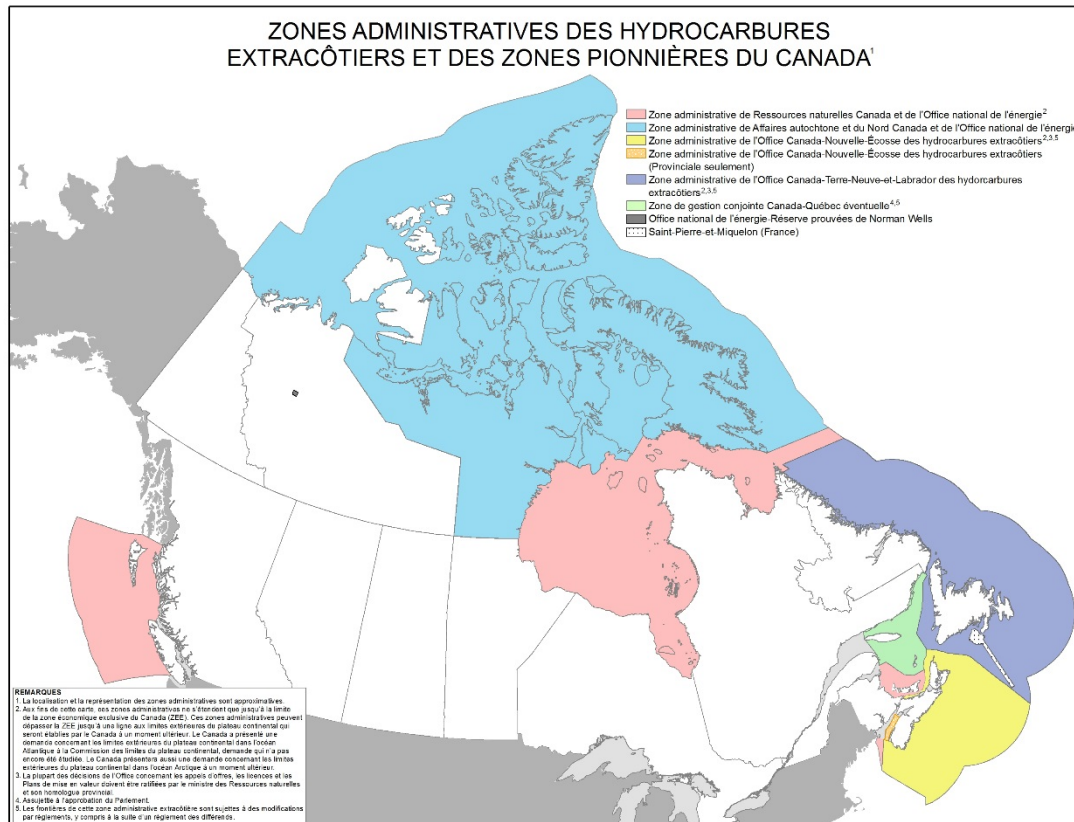 ZONES ADMINISTRATIVES DES HYDROCARBURES
EXTRACÔTIERS ET DES ZONES PIONNIÈRES DU CANADA¹
Zone administrative de Ressources naturelles Canada et de l'Office national de l'énergie²
Zone administrative de Affaires autochtone et du Nord Canada et de l'Office national de l'énergie
Zone administrative de l'Office Canada-Nouvelle-Écosse des hydrocarbures extracôtiers²,³,⁵
Zone administrative de l'Office Canada-Nouvelle-Écosse des hydrocarbures extracôtiers
(Provinciale seulement)
Zone administrative de l'Office Canada-Terre-Neuve-et-Labrador des hydorcarbures
extracôtiers²,³,⁵
Zone de gestion conjointe Canada-Québec éventuelle⁴,⁵
Office national de l'énergie-Réserve prouvées de Norman Wells
Saint-Pierre-et-Miquelon (France)
REMARQUES
1. La localisation et la représentation des zones administratives sont approximatives.
2. Aux fins de cette carte, ces zones administratives ne s'étendent que jusqu'à la limite
de la zone économique exclusive du Canada (ZEE). Ces zones administratives peuvent
dépasser la ZEE jusqu'à une ligne aux limites extérieures du plateau continental qui
seront établies par le Canada à un moment ultérieur. Le Canada a présenté une
demande concernant les limites extérieures du plateau continental dans l'océan
Atlantique à la Commission des limites du plateau continental, demande qui n'a pas
encore été étudiée. Le Canada présentera aussi une demande concernant les limites
extérieures du plateau continental dans l'océan Arctique à un moment ultérieur.
3. La plupart des décisions de l'Office concernant les appels d'offres, les licences et les
Plans de mise en valeur doivent être ratifiées par le ministre des Ressources naturelles
et son homologue provincial.
4. Assujettie à l'approbation du Parlement.
5. Les frontières de cette zone administrative extracôtière sont sujettes à des modifications
par règlements, y compris à la suite d'un règlement des différends.